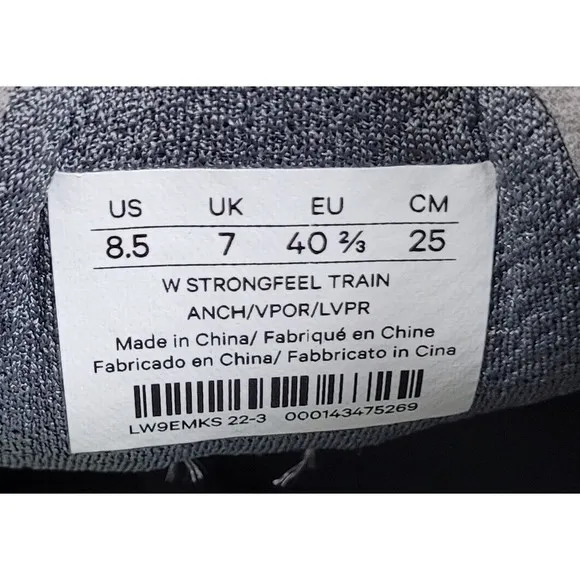 US UK EU CM
8.5 7 40 ⅔ 25
W STRONGFEEL TRAIN
ANCH/VPOR/LVPR
Made in China/ Fabriqué en Chine
Fabricado en China/ Fabbricato in Cina
LW9EMKS 22-3 000143475269